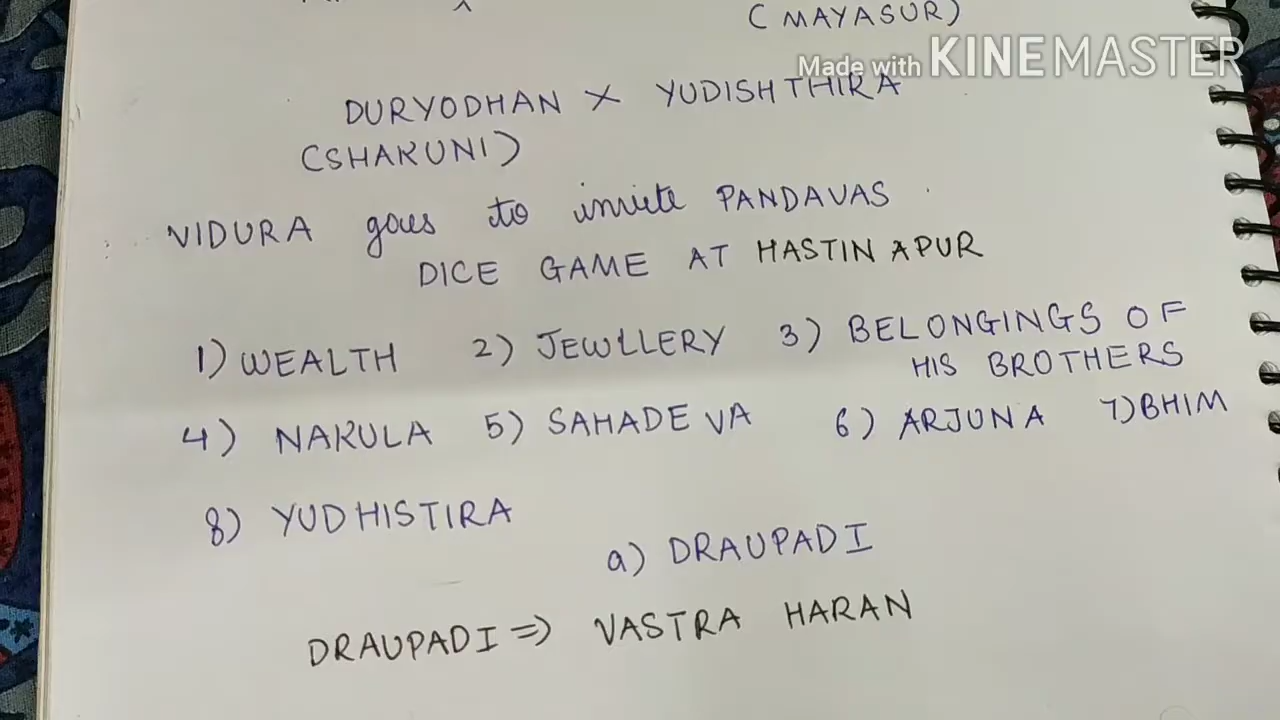 (MAYASUR)
Made with KINEMASTER
DURYODHAN X YUDISHTHIRA
(SHAKUNI)
VIDURA goes to invite PANDAVAS
DICE GAME AT HASTINAPUR
1) WEALTH 2) JEWLLERY 3) BELONGINGS OF
HIS BROTHERS
4) NAKULA 5) SAHADEVA 6) ARJUNA 7) BHIM
8) YUDHISTIRA
a) DRAUPADI
DRAUPADI => VASTRA HARAN